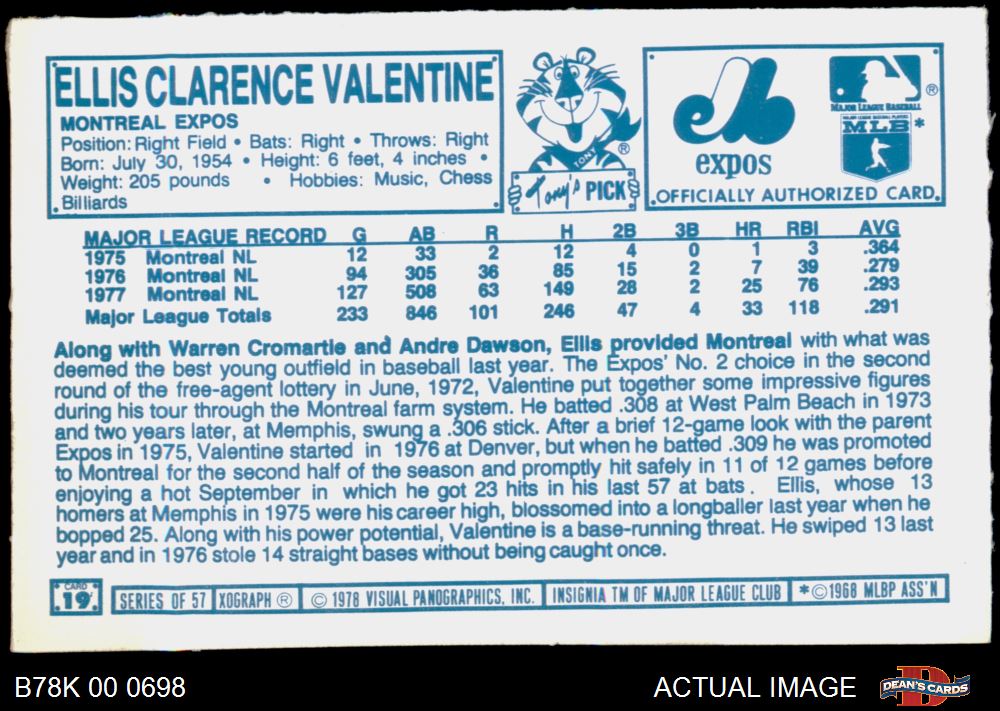 ELLIS CLARENCE VALENTINE
MONTREAL EXPOS
Position: Right Field • Bats: Right • Throws: Right
Born: July 30, 1954 • Height: 6 feet, 4 inches •
Weight: 205 pounds • Hobbies: Music, Chess
Billiards
TONY
®
Tony's PICK
expos
®
MAJOR LEAGUE BASEBALL
MAJOR LEAGUE BASEBALL PLAYERS
MLB *
OFFICIALLY AUTHORIZED CARD
MAJOR LEAGUE RECORD G AB R H 2B 3B HR RBI AVG
1975 Montreal NL 12 33 2 12 4 0 1 3 .364
1976 Montreal NL 94 305 36 85 15 2 7 39 .279
1977 Montreal NL 127 508 63 149 28 2 25 76 .293
Major League Totals 233 846 101 246 47 4 33 118 .291
Along with Warren Cromartie and Andre Dawson, Ellis provided Montreal with what was
deemed the best young outfield in baseball last year. The Expos' No. 2 choice in the second
round of the free-agent lottery in June, 1972, Valentine put together some impressive figures
during his tour through the Montreal farm system. He batted .308 at West Palm Beach in 1973
and two years later, at Memphis, swung a .306 stick. After a brief 12-game look with the parent
Expos in 1975, Valentine started in 1976 at Denver, but when he batted .309 he was promoted
to Montreal for the second half of the season and promptly hit safely in 11 of 12 games before
enjoying a hot September in which he got 23 hits in his last 57 at bats. Ellis, whose 13
homers at Memphis in 1975 were his career high, blossomed into a longballer last year when he
bopped 25. Along with his power potential, Valentine is a base-running threat. He swiped 13 last
year and in 1976 stole 14 straight bases without being caught once.
CARD
19
SERIES OF 57 XOGRAPH ® © 1978 VISUAL PANOGRAPHICS, INC. INSIGNIA TM OF MAJOR LEAGUE CLUB *©1968 MLBP ASS'N
B78K 00 0698
ACTUAL IMAGE
DEAN'S CARDS